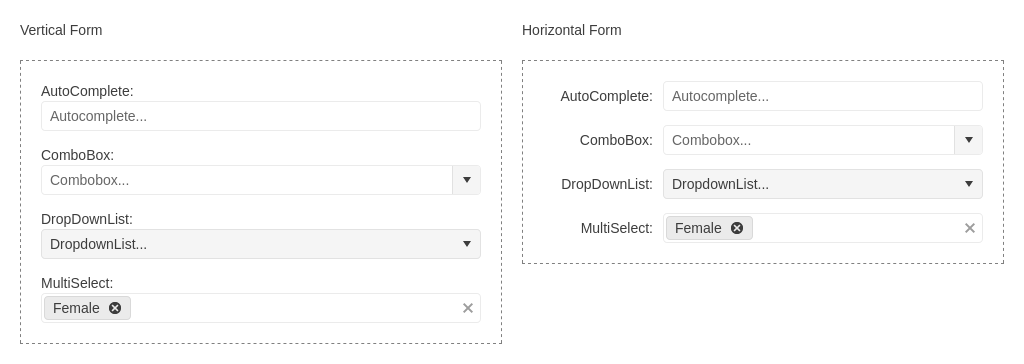 Vertical Form
AutoComplete:
Autocomplete...
ComboBox:
Combobox...
DropDownList:
DropdownList...
MultiSelect:
Female
Horizontal Form
AutoComplete: Autocomplete...
ComboBox: Combobox...
DropDownList: DropdownList...
MultiSelect: Female